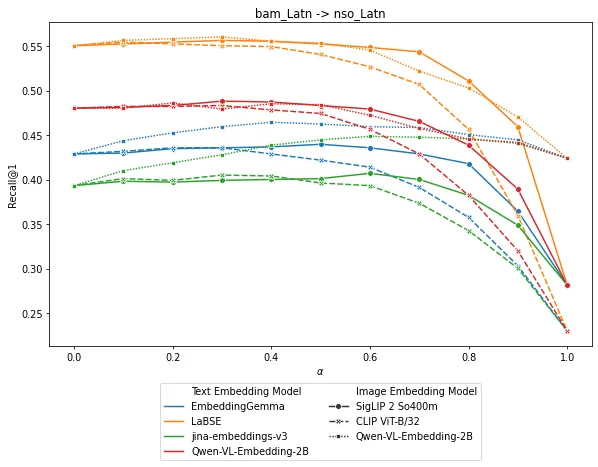 bam_Latn -> nso_Latn
Recall@1
0.55
0.50
0.45
0.40
0.35
0.30
0.25
0.0 0.2 0.4 0.6 0.8 1.0
α
Text Embedding Model
EmbeddingGemma
LaBSE
jina-embeddings-v3
Qwen-VL-Embedding-2B
Image Embedding Model
SigLIP 2 So400m
CLIP ViT-B/32
Qwen-VL-Embedding-2B